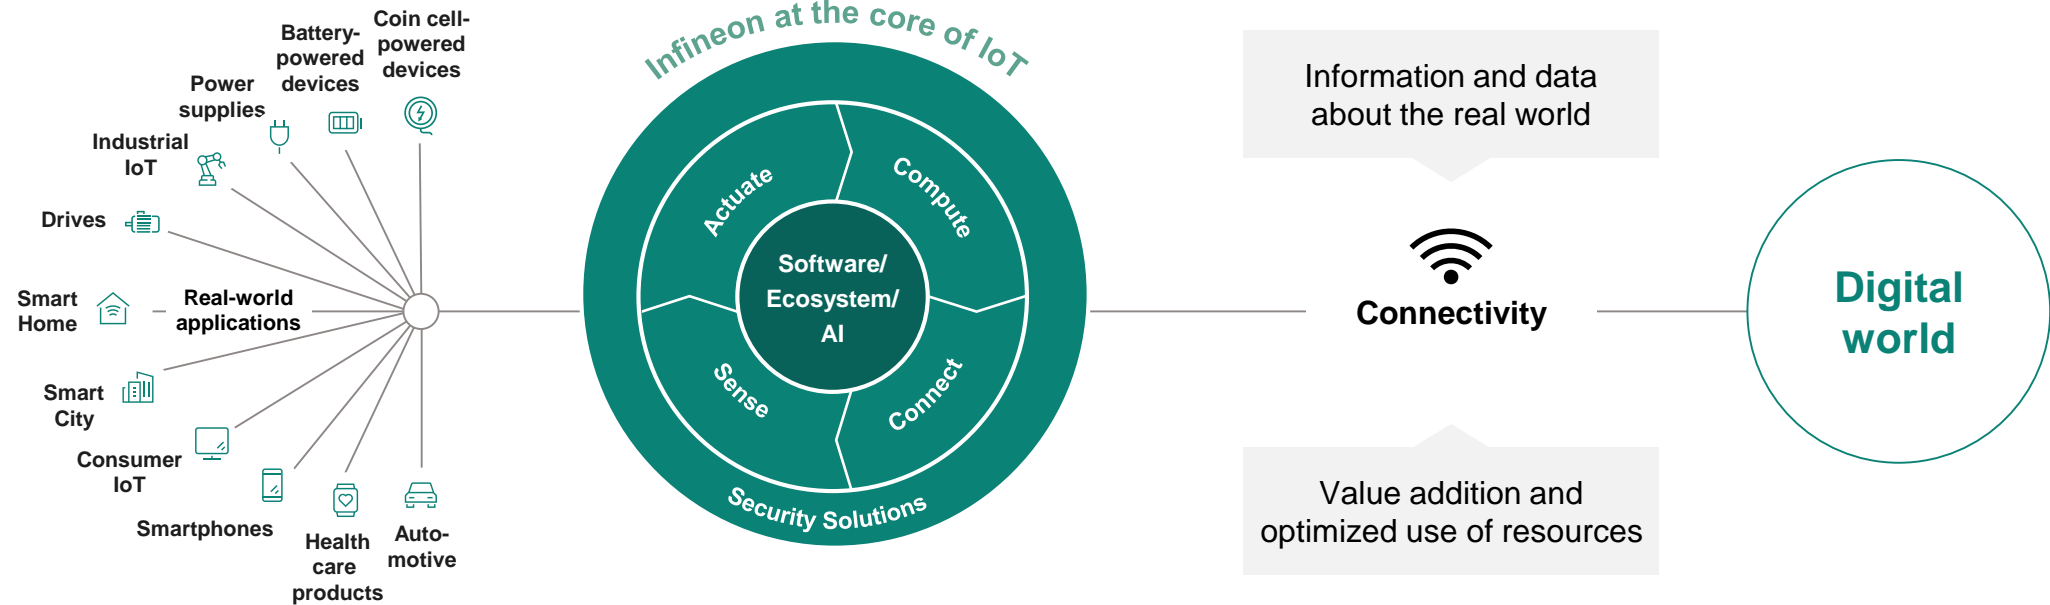 Coin cell-
powered
devices
Battery-
powered
devices
Power
supplies
Industrial
IoT
Drives
Smart
Home
Real-world
applications
Smart
City
Consumer
IoT
Smartphones
Health
care
products
Auto-
motive
Infineon at the core of IoT
Actuate
Compute
Software/
Ecosystem/
AI
Sense
Connect
Security Solutions
Information and data
about the real world
Connectivity
Value addition and
optimized use of resources
Digital
world